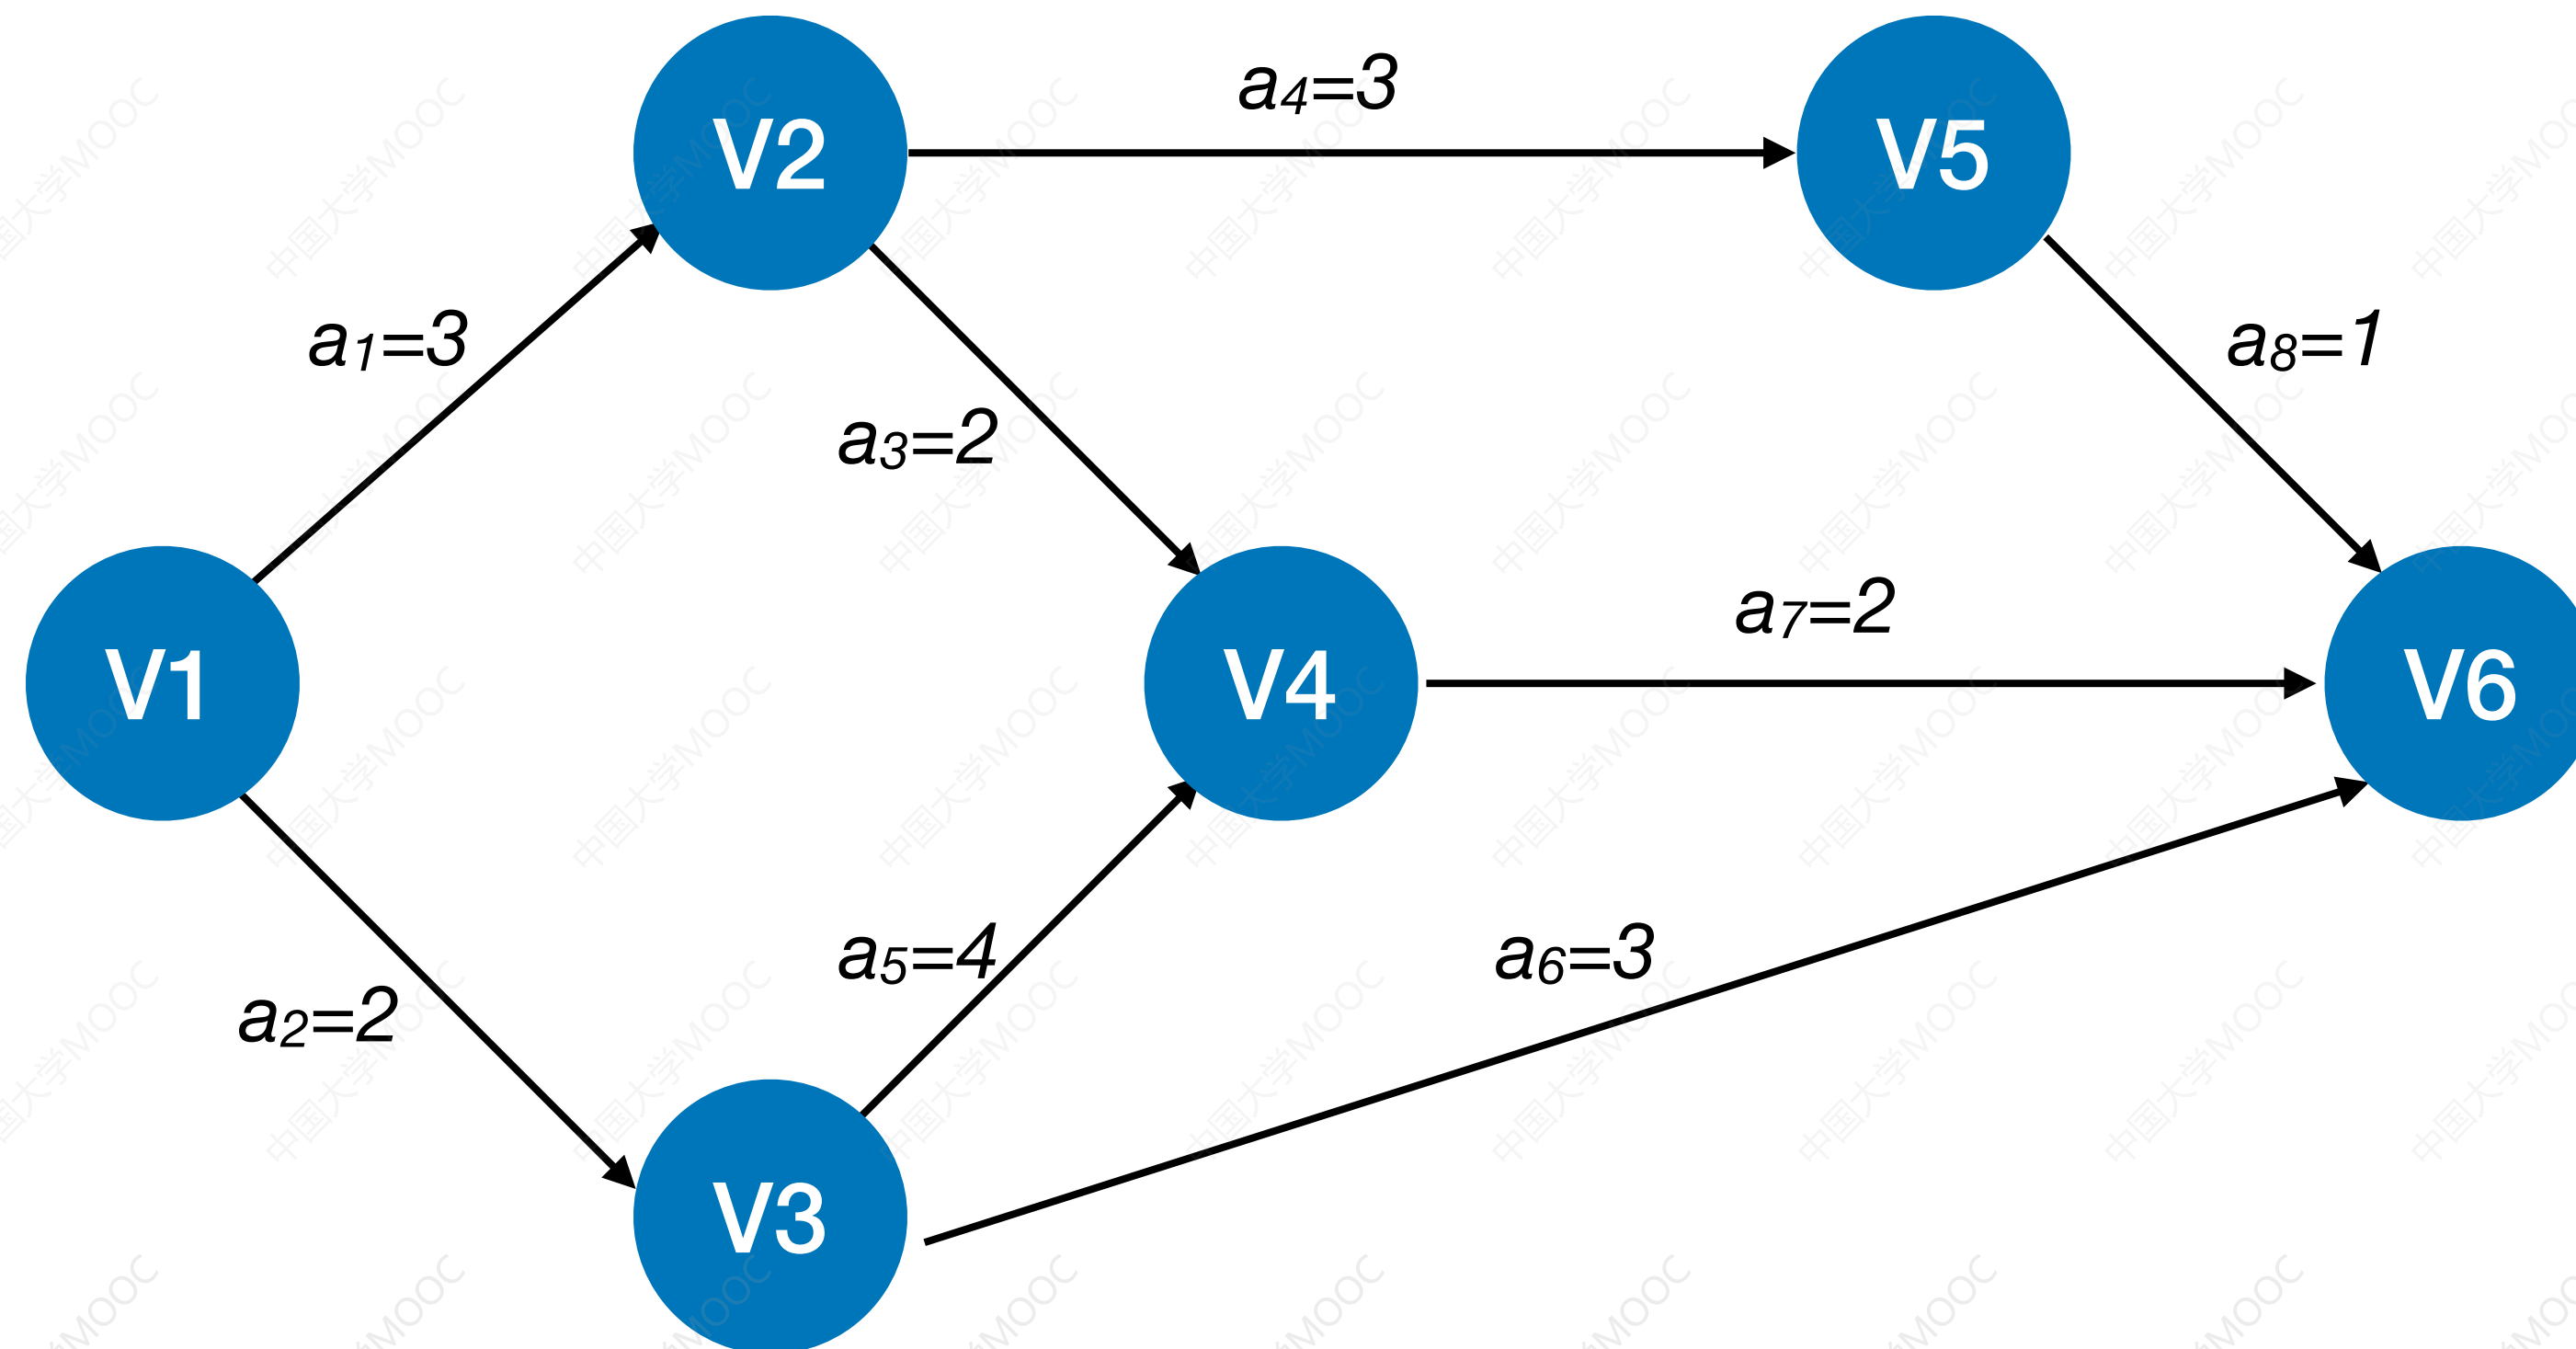 V2
a4=3
V5
a1=3
a8=1
a3=2
V1
V4
a7=2
V6
a5=4
a6=3
a2=2
V3
中国大学MOOC